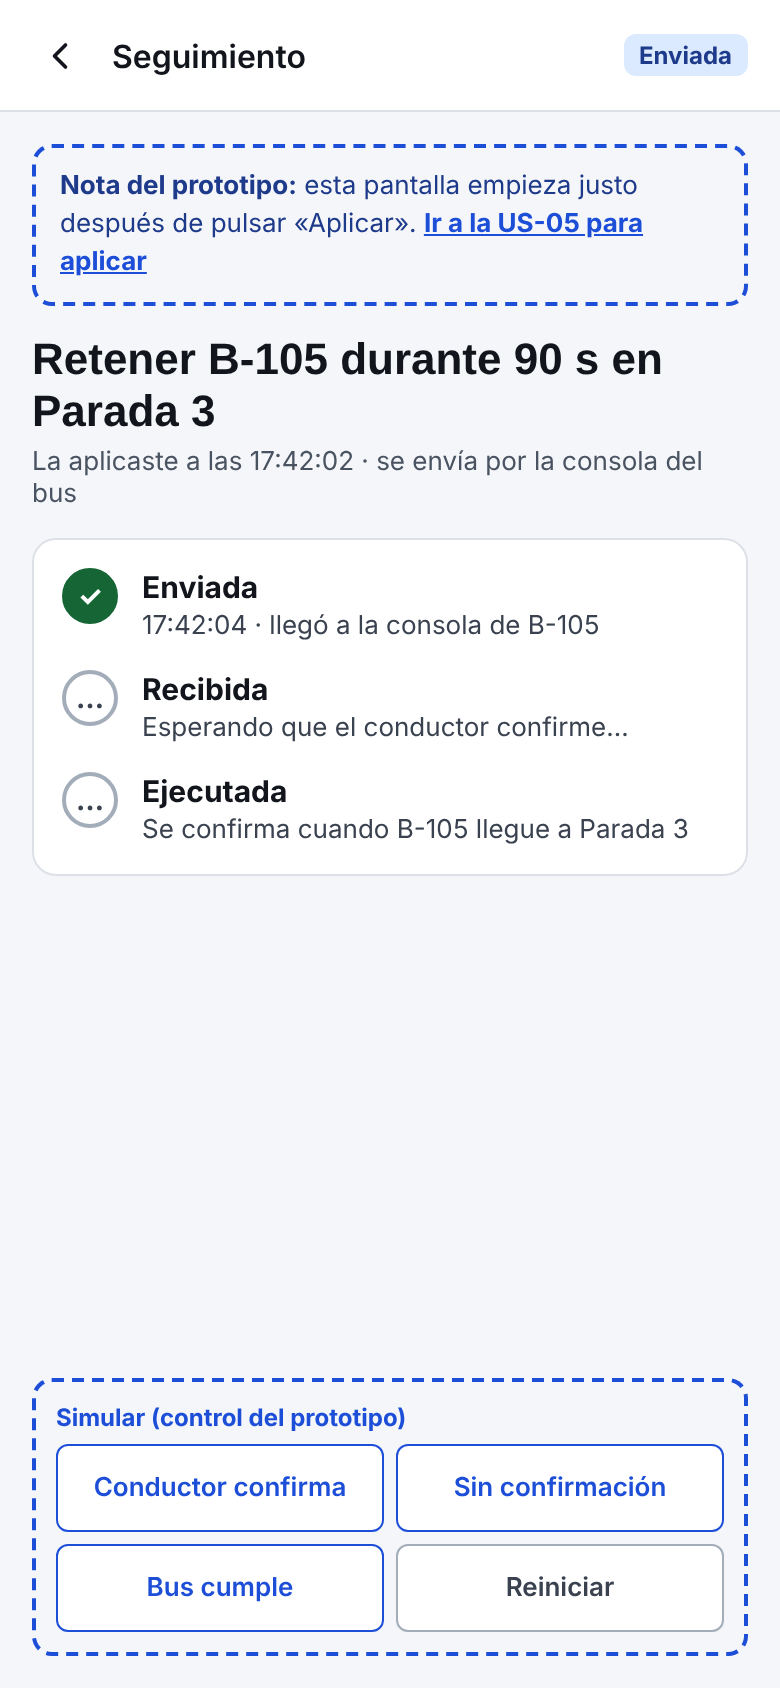 Seguimiento
Enviada
Nota del prototipo: esta pantalla empieza justo
después de pulsar «Aplicar». Ir a la US-05 para
aplicar
Retener B-105 durante 90 s en
Parada 3
La aplicaste a las 17:42:02 · se envía por la consola del
bus
Enviada
17:42:04 · llegó a la consola de B-105
...
Recibida
Esperando que el conductor confirme...
...
Ejecutada
Se confirma cuando B-105 llegue a Parada 3
Simular (control del prototipo)
Conductor confirma
Sin confirmación
Bus cumple
Reiniciar